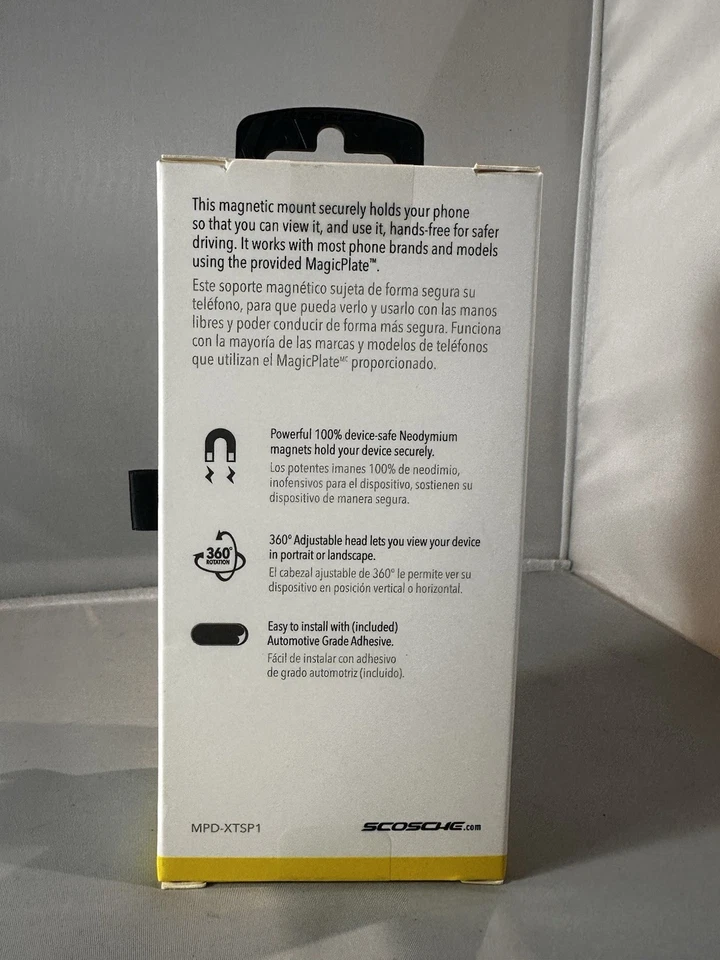 This magnetic mount securely holds your phone
so that you can view it, and use it, hands-free for safer
driving. It works with most phone brands and models
using the provided MagicPlate™.
Este soporte magnético sujeta de forma segura su
teléfono, para que pueda verlo y usarlo con las manos
libres y poder conducir de forma más segura. Funciona
con la mayoría de las marcas y modelos de teléfonos
que utilizan el MagicPlateᴹᶜ proporcionado.
Powerful 100% device-safe Neodymium
magnets hold your device securely.
Los potentes imanes 100% de neodimio,
inofensivos para el dispositivo, sostienen su
dispositivo de manera segura.
360°
ROTATION
360° Adjustable head lets you view your device
in portrait or landscape.
El cabezal ajustable de 360° le permite ver su
dispositivo en posición vertical o horizontal.
Easy to install with (included)
Automotive Grade Adhesive.
Fácil de instalar con adhesivo
de grado automotriz (incluido).
MPD-XTSP1
SCOSCHE.com